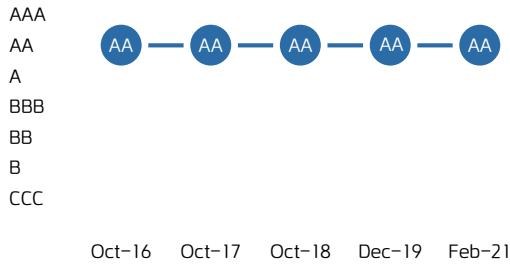 AAA
AA AA AA AA AA AA
A
BBB
BB
B
CCC
Oct–16 Oct–17 Oct–18 Dec–19 Feb–21